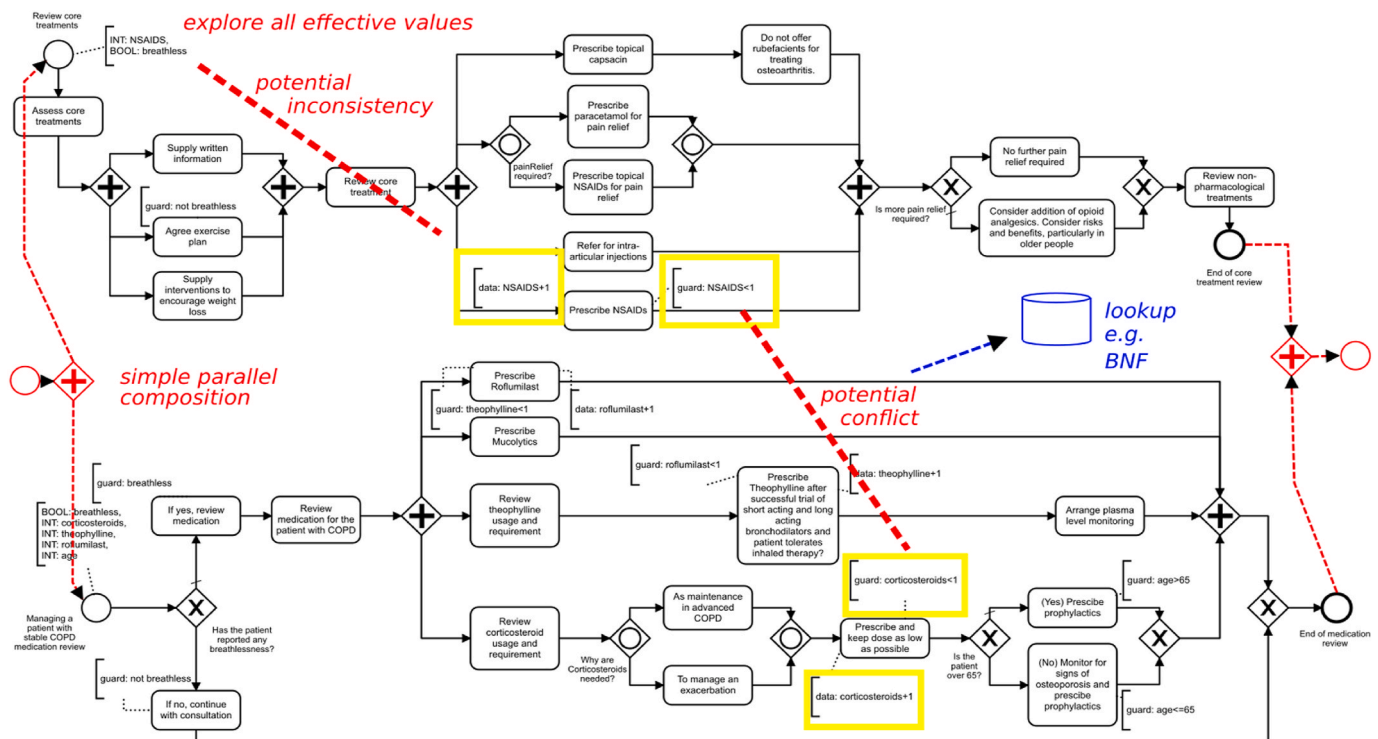 Review core
treatments
INT: NSAIDS,
BOOL: breathless
explore all effective values
potential
inconsistency
Assess core
treatments
Supply written
information
guard: not breathless
Agree exercise
plan
Supply
interventions to
encourage weight
loss
Review core
treatment
Prescribe topical
capsacin
Do not offer
rubefacients for
treating
osteoarthritis.
Prescribe
paracetamol for
pain relief
painRelief
required?
Prescribe topical
NSAIDs for pain
relief
Refer for intra-
articular injections
data: NSAIDS+1
guard: NSAIDS<1
Prescribe NSAIDs
Is more pain relief
required?
No further pain
relief required
Consider addition of opioid
analgesics. Consider risks
and benefits, particularly in
older people
Review non-
pharmacological
treatments
End of core
treatment review
lookup
e.g.
BNF
simple parallel
composition
potential
conflict
Prescribe
Roflumilast
guard: theophylline<1
data: roflumilast+1
Prescribe
Mucolytics
guard: breathless
BOOL: breathless,
INT: corticosteroids,
INT: theophylline,
INT: roflumilast,
INT: age
If yes, review
medication
Review
medication for the
patient with COPD
Review
theophylline
usage and
requirement
guard: roflumilast<1
data: theophylline+1
Prescribe
Theophylline after
successful trial of
short acting and long
acting
bronchodilators and
patient tolerates
inhaled therapy?
Arrange plasma
level monitoring
Managing a
patient with
stable COPD
medication review
Has the patient
reported any
breathlessness?
guard: not breathless
If no, continue
with consultation
Review
corticosteroid
usage and
requirement
Why are
Corticosteroids
needed?
As maintenance
in advanced
COPD
To manage an
exacerbation
guard: corticosteroids<1
Prescribe and
keep dose as low
as possible
data: corticosteroids+1
Is the
patient
over 65?
guard: age>65
(Yes) Prescibe
prophylactics
(No) Monitor for
signs of
osteoporosis and
prescibe
prophylactics
guard: age<=65
End of medication
review